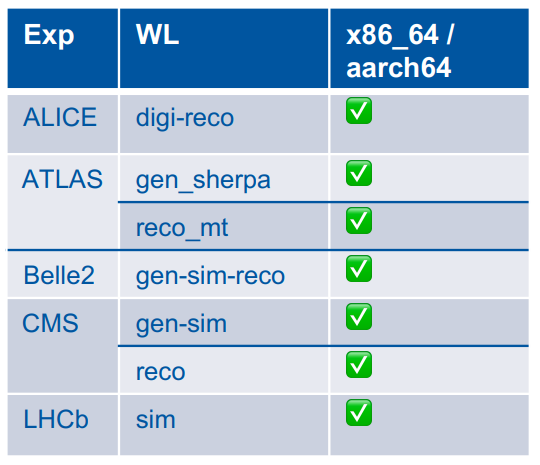 Exp WL x86_64 /
aarch64
ALICE digi-reco ✅
ATLAS gen_sherpa ✅
reco_mt ✅
Belle2 gen-sim-reco ✅
CMS gen-sim ✅
reco ✅
LHCb sim ✅